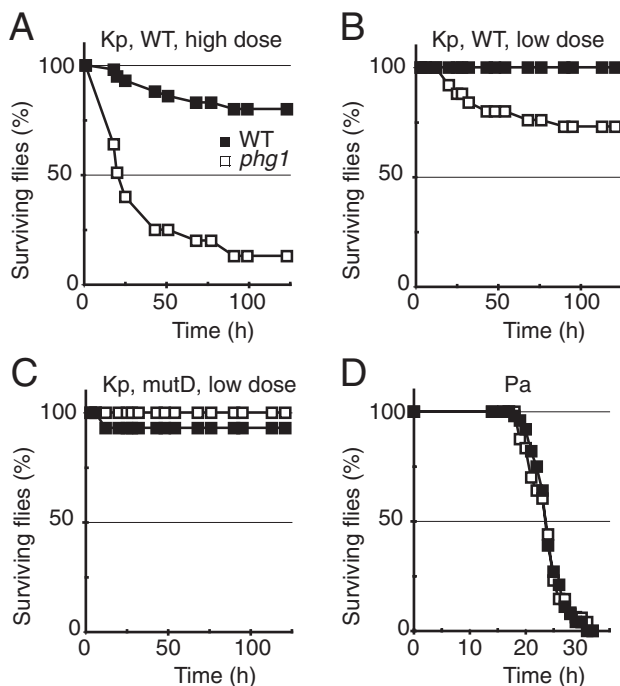 A
Kp, WT, high dose
100
50
0
Surviving flies (%)
WT
phg1
0 50 100
Time (h)
B
Kp, WT, low dose
100
50
0
Surviving flies (%)
0 50 100
Time (h)
C
Kp, mutD, low dose
100
50
0
Surviving flies (%)
0 50 100
Time (h)
D
Pa
100
50
0
Surviving flies (%)
0 10 20 30
Time (h)